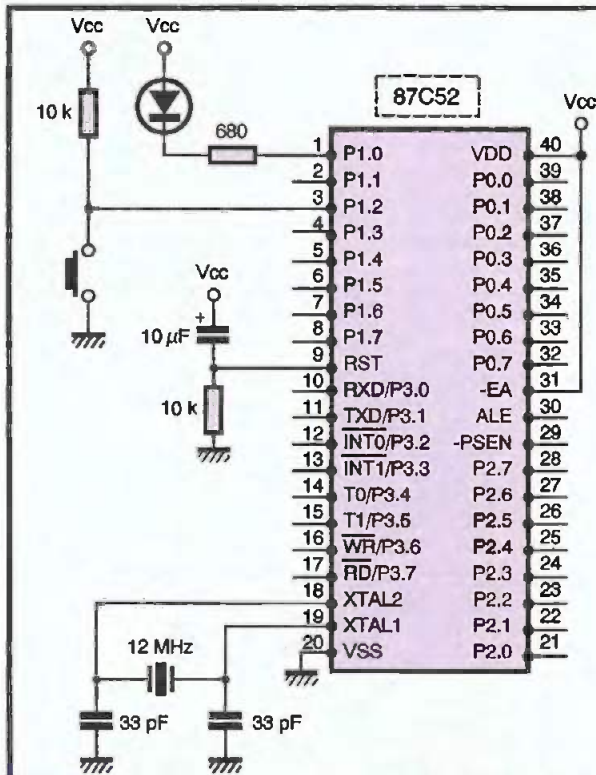 Vcc
Vcc
10 k
680
87C52
Vcc
1 P1.0 VDD 40
2 P1.1 P0.0 39
3 P1.2 P0.1 38
4 P1.3 P0.2 37
5 P1.4 P0.3 36
6 P1.5 P0.4 35
7 P1.6 P0.5 34
8 P1.7 P0.6 33
9 RST P0.7 32
10 RXD/P3.0 -EA 31
11 TXD/P3.1 ALE 30
12 INT0/P3.2 -PSEN 29
13 INT1/P3.3 P2.7 28
14 T0/P3.4 P2.6 27
15 T1/P3.5 P2.5 26
16 WR/P3.6 P2.4 25
17 RD/P3.7 P2.3 24
18 XTAL2 P2.2 23
19 XTAL1 P2.1 22
20 VSS P2.0 21
Vcc
+
10 µF
10 k
12 MHz
33 pF
33 pF